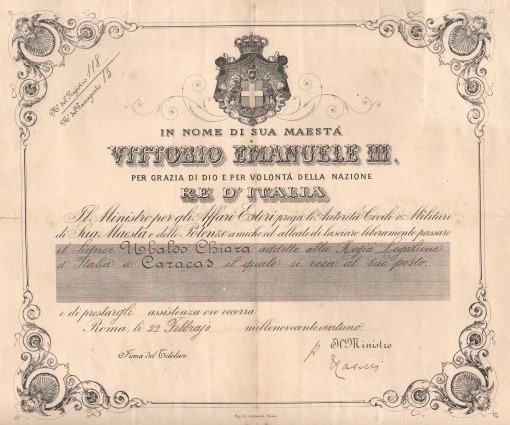 No. del Registro 118
No. del Passaporto 15
IN NOME DI SUA MAESTÁ
VITTORIO EMANUELE III,
PER GRAZIA DI DIO E PER VOLONTÁ DELLA NAZIONE
RE D'ITALIA
Il Ministro per gli Affari Esteri prega le Autorità Civili e Militari
di Sua Maestà e delle Potenze amiche ed alleate di lasciare liberamente passare
il Signor Ubaldo Chiara addetto alla Regia Legazione
d'Italia a Caracas il quale si reca al suo posto.
e di prestargli assistenza ove occorra
Roma, li 22 Febbrajo millenovecentoventuno.
Firma del Titolare
Il Ministro
p